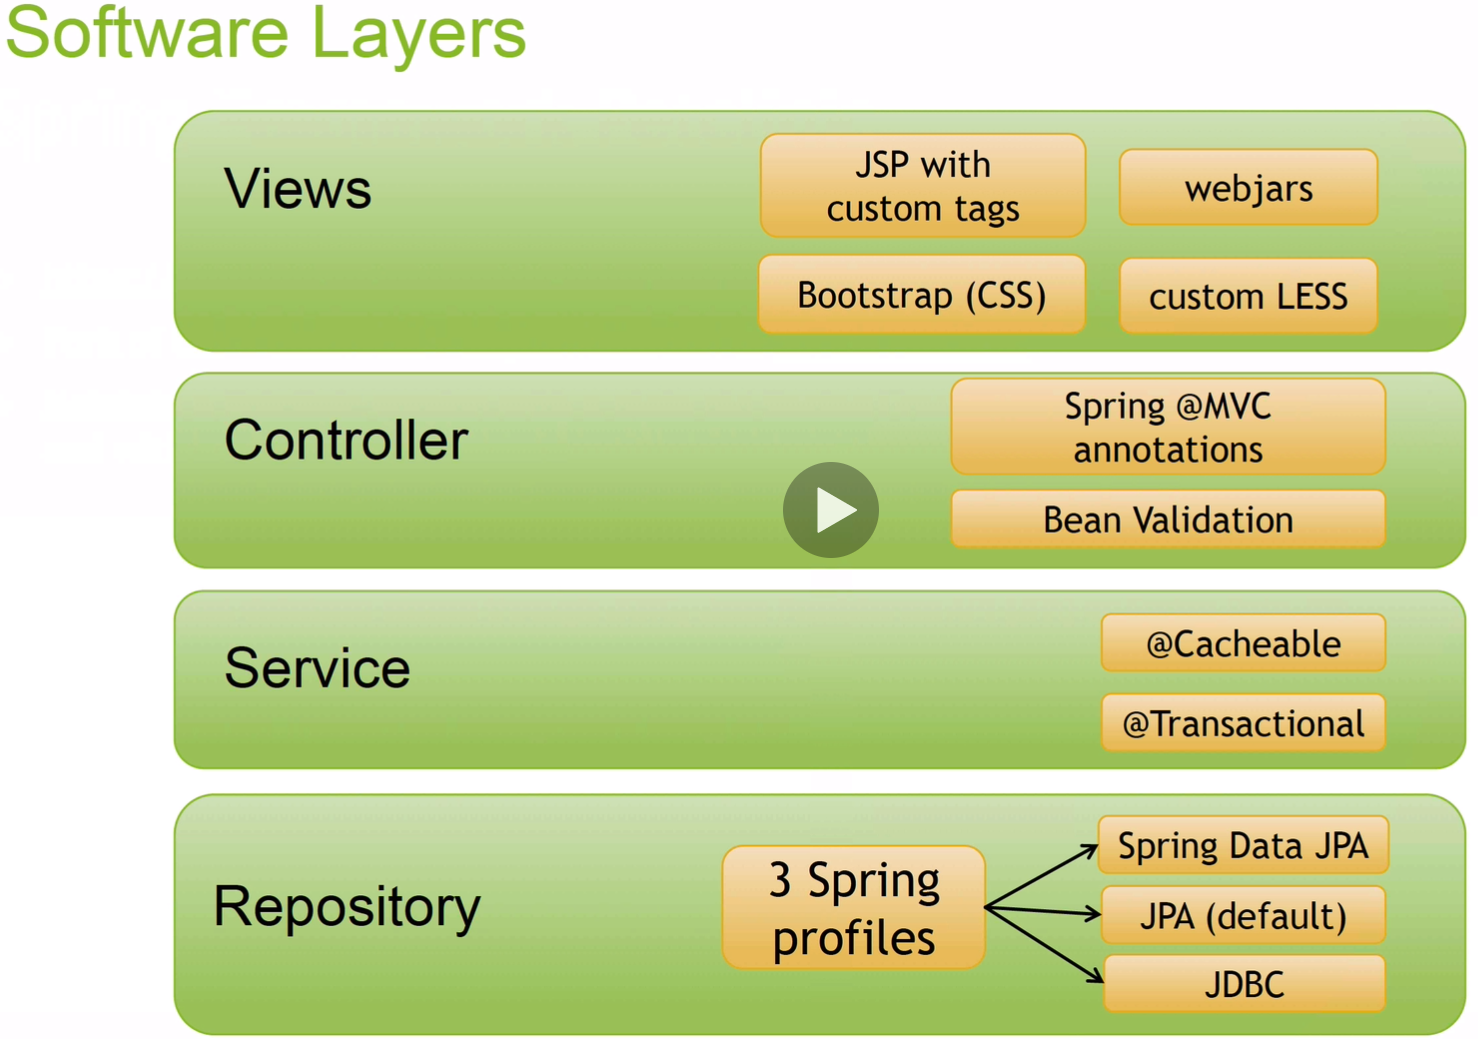 Software Layers
Views
JSP with
custom tags
webjars
Bootstrap (CSS)
custom LESS
Controller
Spring @MVC
annotations
Bean Validation
Service
@Cacheable
@Transactional
Repository
3 Spring
profiles
Spring Data JPA
JPA (default)
JDBC